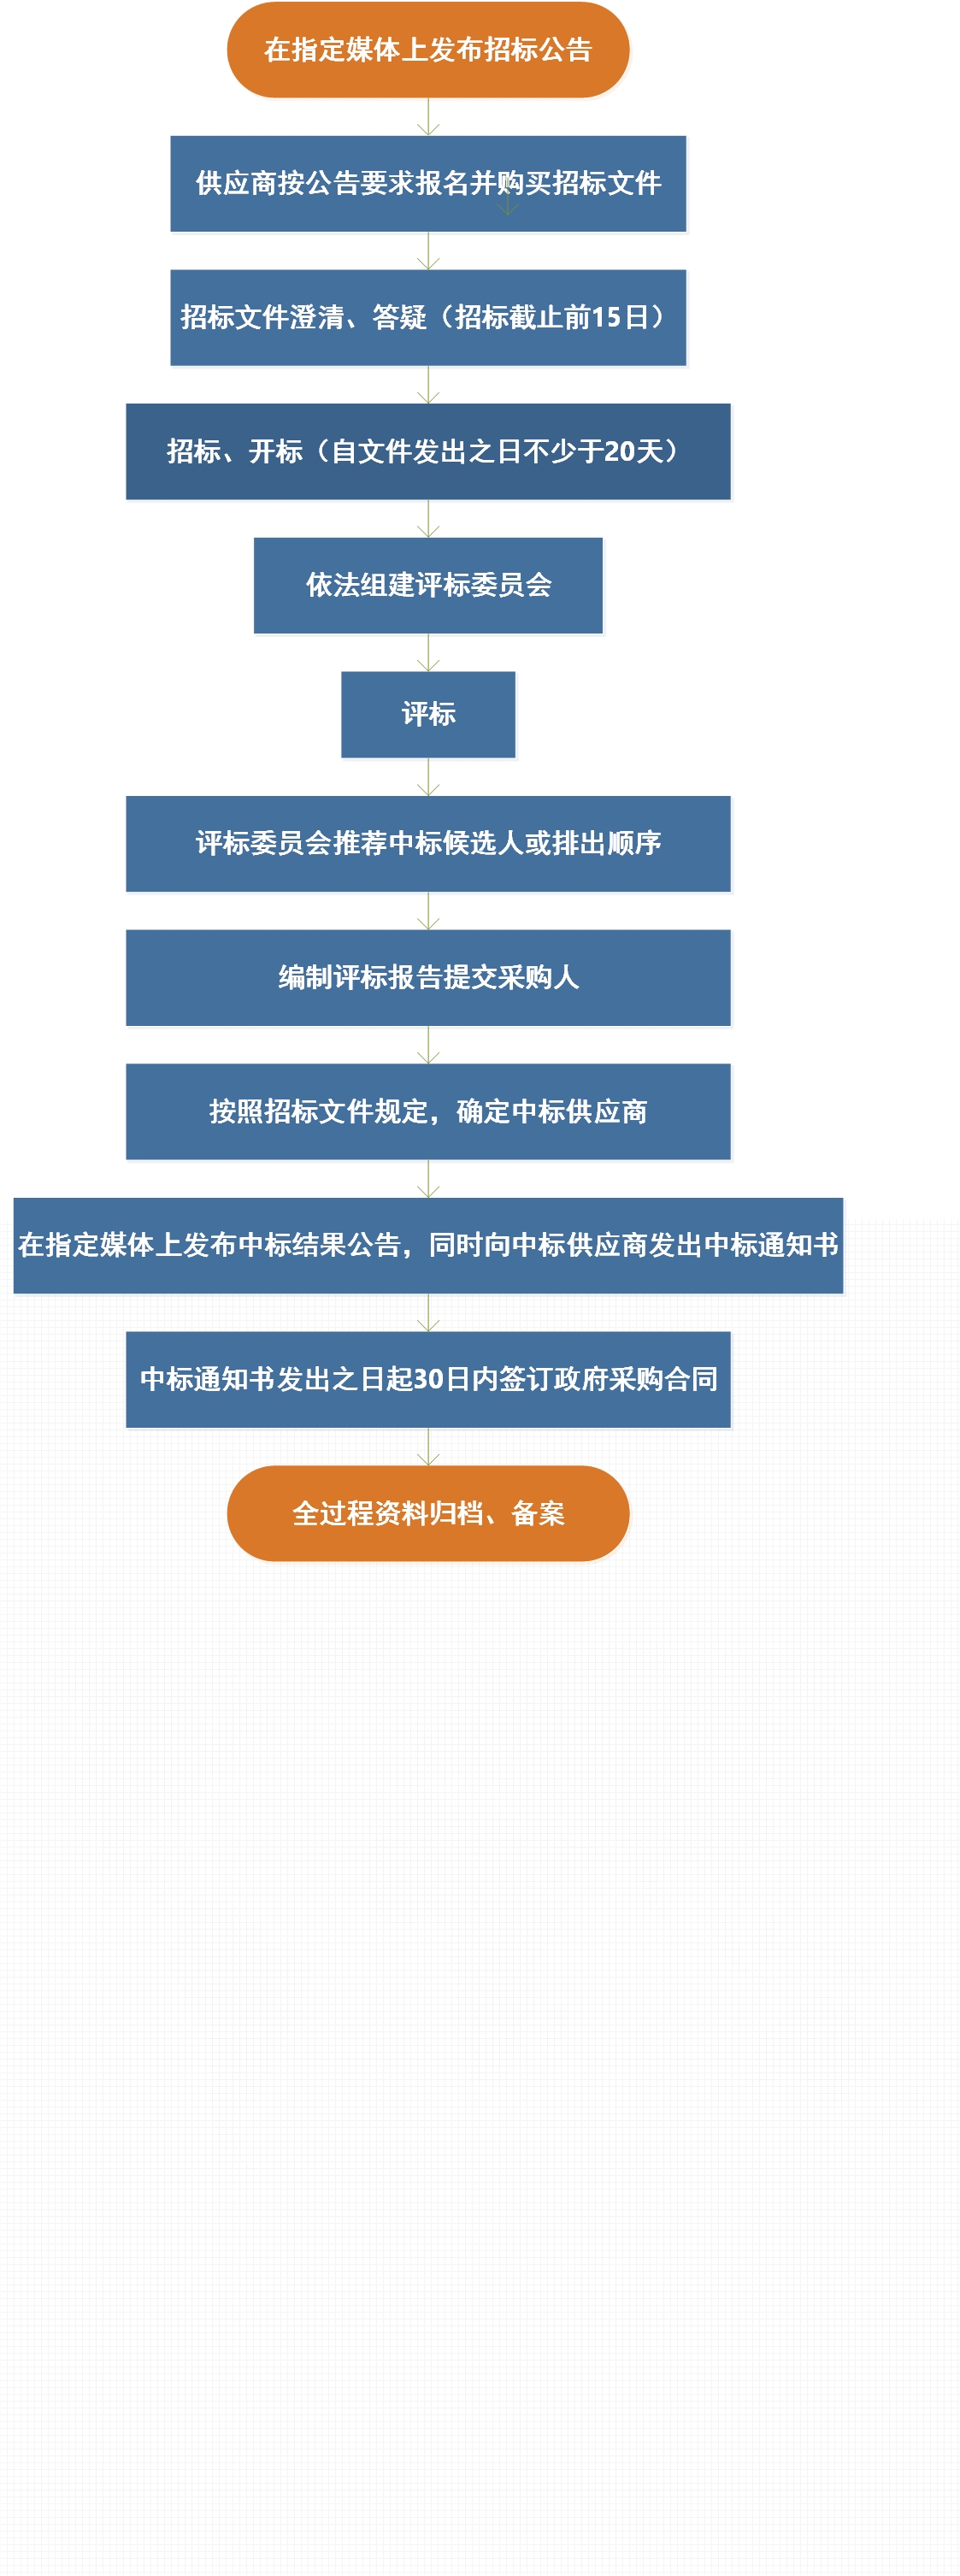 在指定媒体上发布招标公告
供应商按公告要求报名并购买招标文件
招标文件澄清、答疑（招标截止前15日）
招标、开标（自文件发出之日不少于20天）
依法组建评标委员会
评标
评标委员会推荐中标候选人或排出顺序
编制评标报告提交采购人
按照招标文件规定，确定中标供应商
在指定媒体上发布中标结果公告，同时向中标供应商发出中标通知书
中标通知书发出之日起30日内签订政府采购合同
全过程资料归档、备案